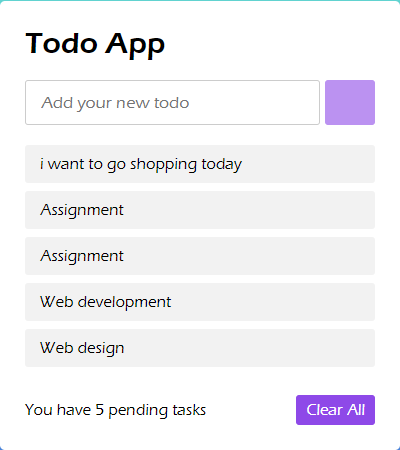 Todo App
Add your new todo
i want to go shopping today
Assignment
Assignment
Web development
Web design
You have 5 pending tasks
Clear All